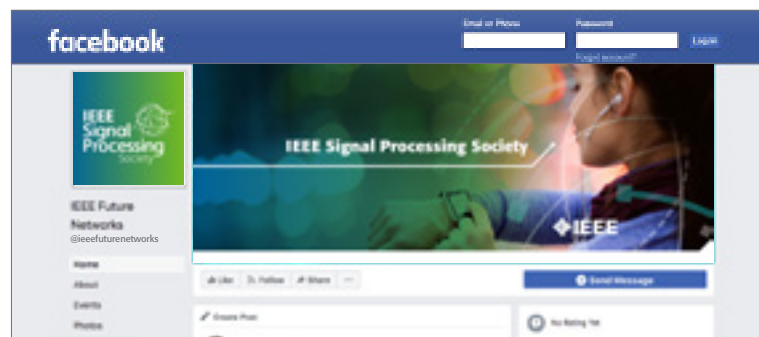 facebook
Email or Phone
Password
Log In
Forgot account?
IEEE
Signal
Processing
Society
IEEE Signal Processing Society
IEEE
IEEE Future
Networks
@ieeefuturenetworks
Home
About
Events
Photos
Like
Follow
Share
Send Message
Create Post
No Rating Yet